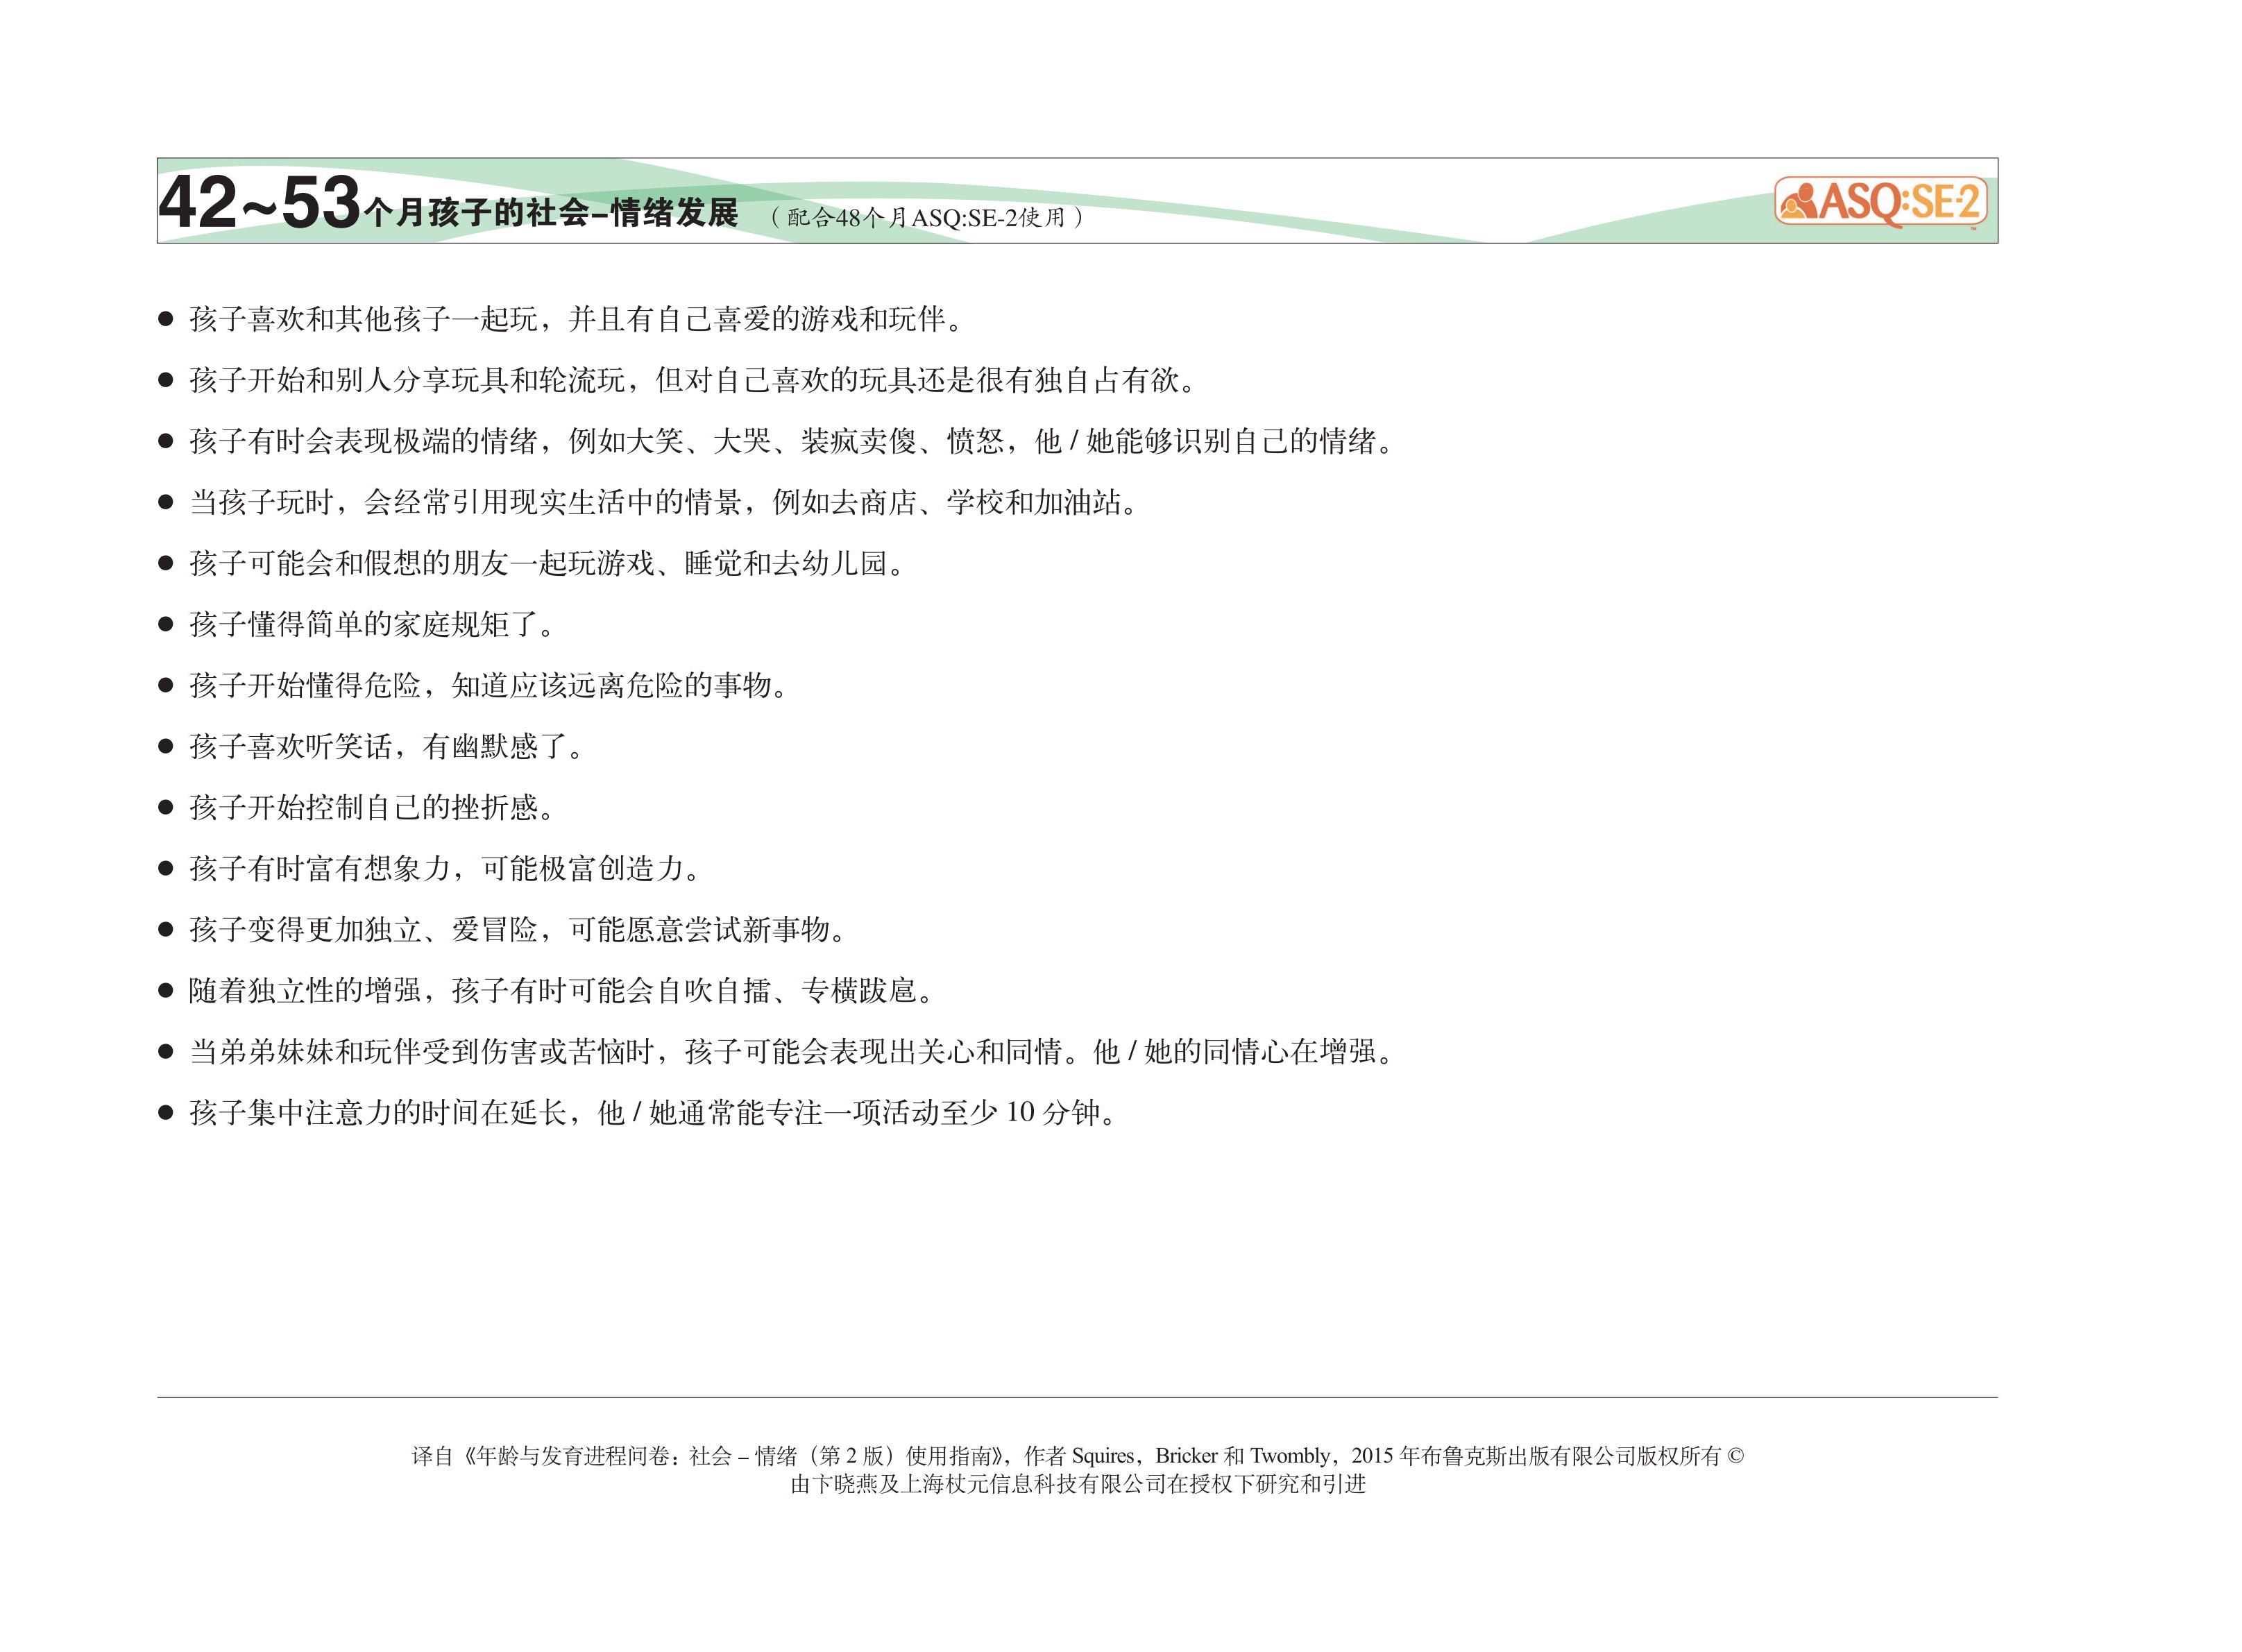 42~53个月孩子的社会–情绪发展 （配合48个月ASQ:SE-2使用）
ASQ:SE-2™
● 孩子喜欢和其他孩子一起玩，并且有自己喜爱的游戏和玩伴。
● 孩子开始和别人分享玩具和轮流玩，但对自己喜欢的玩具还是很有独自占有欲。
● 孩子有时会表现极端的情绪，例如大笑、大哭、装疯卖傻、愤怒，他 / 她能够识别自己的情绪。
● 当孩子玩时，会经常引用现实生活中的情景，例如去商店、学校和加油站。
● 孩子可能会和假想的朋友一起玩游戏、睡觉和去幼儿园。
● 孩子懂得简单的家庭规矩了。
● 孩子开始懂得危险，知道应该远离危险的事物。
● 孩子喜欢听笑话，有幽默感了。
● 孩子开始控制自己的挫折感。
● 孩子有时富有想象力，可能极富创造力。
● 孩子变得更加独立、爱冒险，可能愿意尝试新事物。
● 随着独立性的增强，孩子有时可能会自吹自擂、专横跋扈。
● 当弟弟妹妹和玩伴受到伤害或苦恼时，孩子可能会表现出关心和同情。他 / 她的同情心在增强。
● 孩子集中注意力的时间在延长，他 / 她通常能专注一项活动至少 10 分钟。
译自《年龄与发育进程问卷：社会 – 情绪（第 2 版）使用指南》，作者 Squires，Bricker 和 Twombly，2015 年布鲁克斯出版有限公司版权所有 ©
由卞晓燕及上海杖元信息科技有限公司在授权下研究和引进